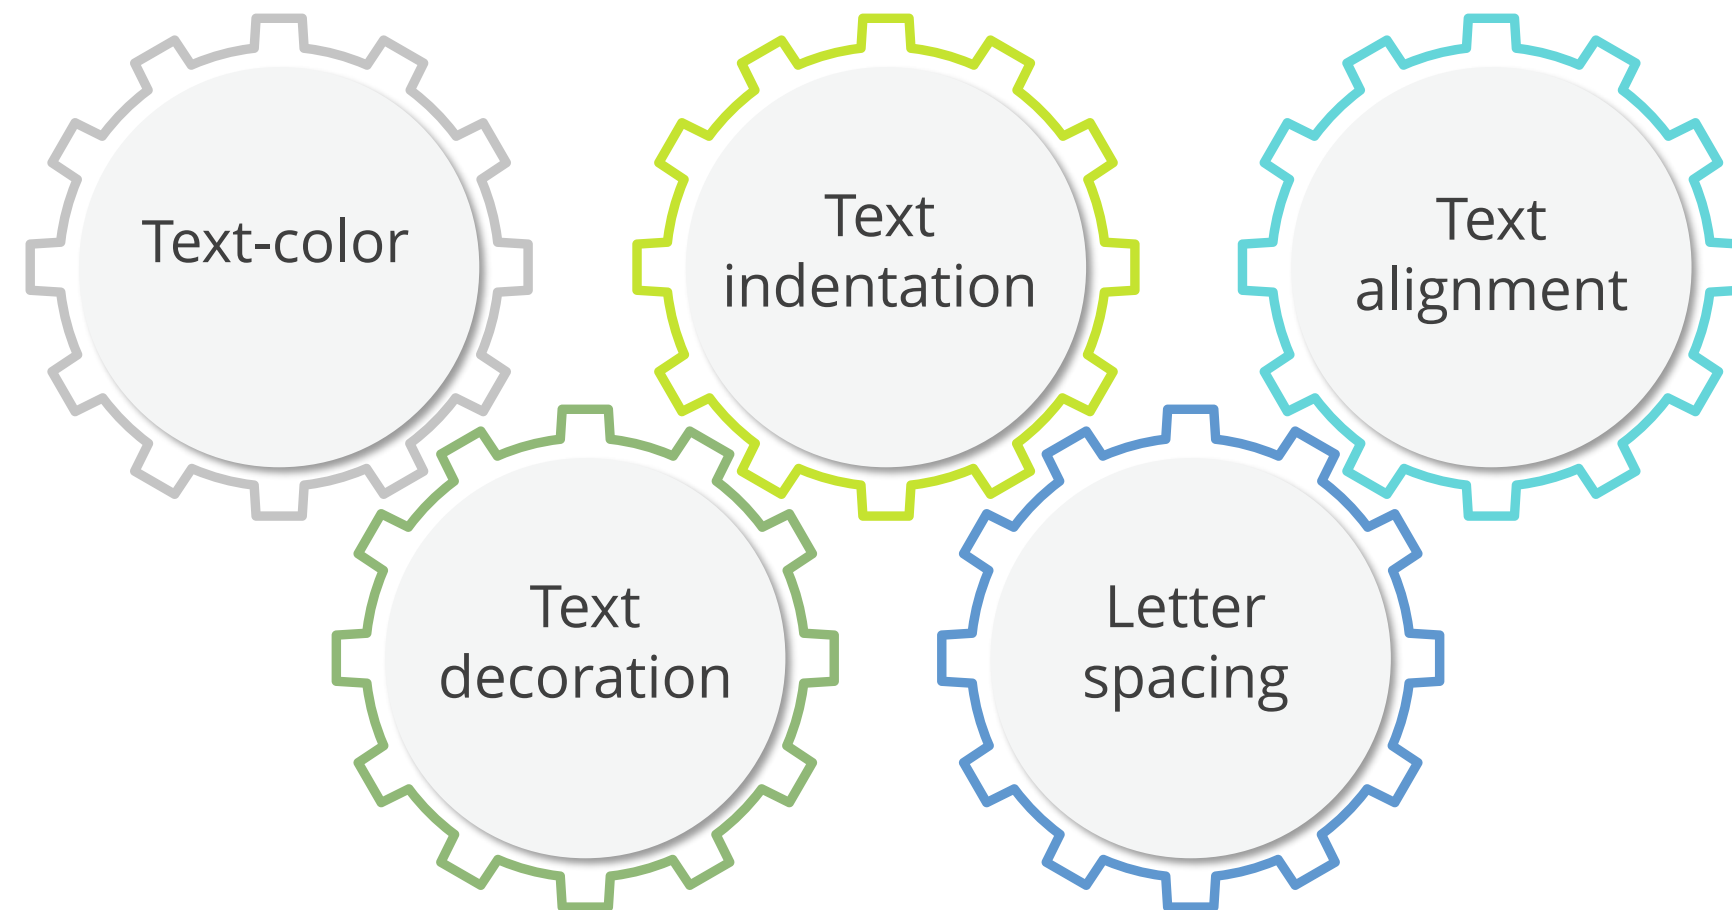 Text-color
Text
indentation
Text
alignment
Text
decoration
Letter
spacing